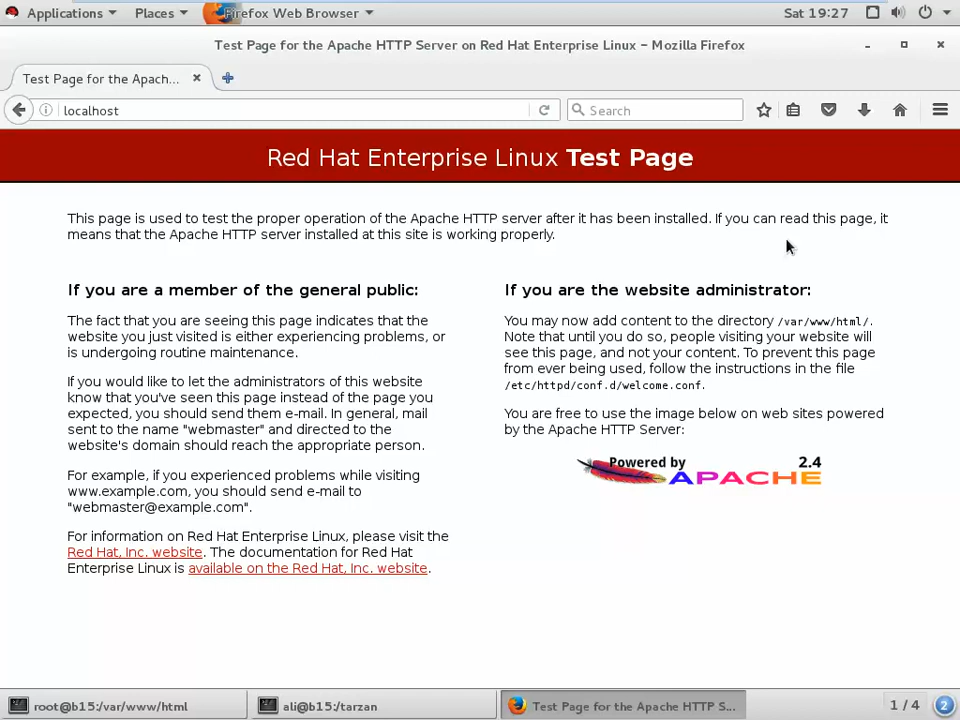 Applications Places Firefox Web Browser Sat 19:27
Test Page for the Apache HTTP Server on Red Hat Enterprise Linux - Mozilla Firefox
Test Page for the Apach...
localhost
Search
Red Hat Enterprise Linux Test Page
This page is used to test the proper operation of the Apache HTTP server after it has been installed. If you can read this page, it
means that the Apache HTTP server installed at this site is working properly.
If you are a member of the general public:
The fact that you are seeing this page indicates that the
website you just visited is either experiencing problems, or
is undergoing routine maintenance.
If you would like to let the administrators of this website
know that you've seen this page instead of the page you
expected, you should send them e-mail. In general, mail
sent to the name "webmaster" and directed to the
website's domain should reach the appropriate person.
For example, if you experienced problems while visiting
www.example.com, you should send e-mail to
"webmaster@example.com".
For information on Red Hat Enterprise Linux, please visit the
Red Hat, Inc. website. The documentation for Red Hat
Enterprise Linux is available on the Red Hat, Inc. website.
If you are the website administrator:
You may now add content to the directory /var/www/html/.
Note that until you do so, people visiting your website will
see this page, and not your content. To prevent this page
from ever being used, follow the instructions in the file
/etc/httpd/conf.d/welcome.conf.
You are free to use the image below on web sites powered
by the Apache HTTP Server:
Powered by 2.4
APACHE
root@b15:/var/www/html ali@b15:/tarzan Test Page for the Apache HTTP S... 1 / 4 2